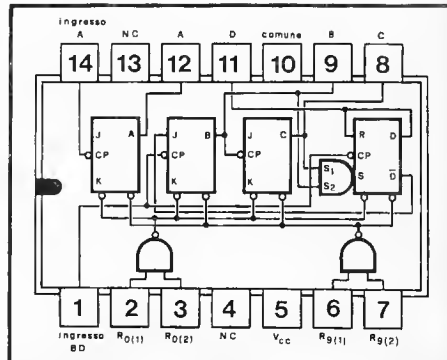 ingresso
A NC A D comune B C
14 13 12 11 10 9 8
J A J B J C R D
CP CP CP CP
S1
S2 S
K K K D̅
1 2 3 4 5 6 7
ingresso
BD R0(1) R0(2) NC Vcc R9(1) R9(2)